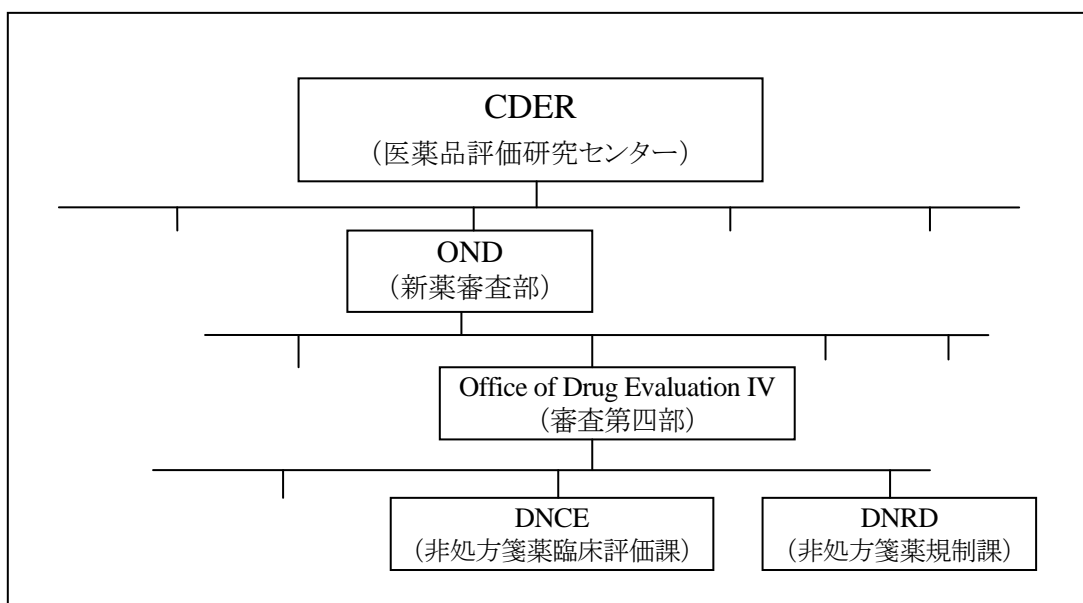 CDER
（医薬品評価研究センター）
OND
（新薬審査部）
Office of Drug Evaluation IV
（審査第四部）
DNCE
（非処方箋薬臨床評価課）
DNRD
（非処方箋薬規制課）